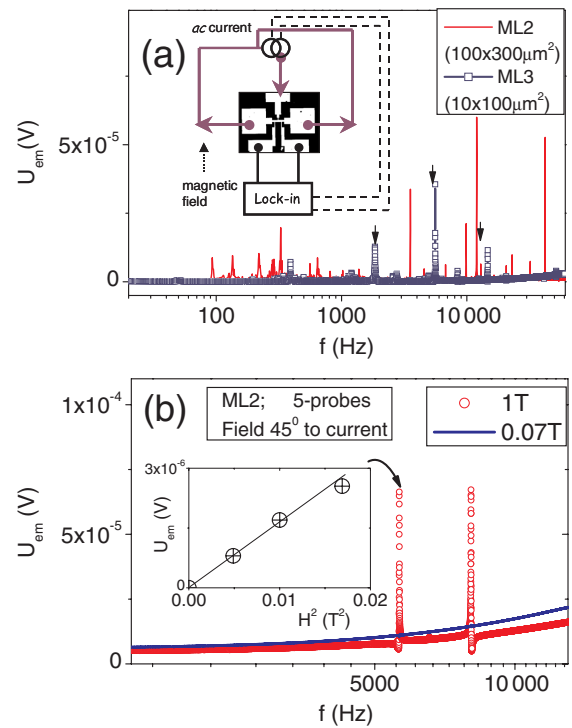 (a)
ac current
ML2
(100x300μm²)
ML3
(10x100μm²)
magnetic
field
Lock-in
U_em(V)
5x10⁻⁵
0
100
1000
10 000
f (Hz)
(b)
ML2; 5-probes
Field 45⁰ to current
1T
0.07T
1x10⁻⁴
5x10⁻⁵
0
U_em (V)
3x10⁻⁶
0
U_em (V)
0.00
0.01
0.02
H² (T²)
5000
10 000
f (Hz)